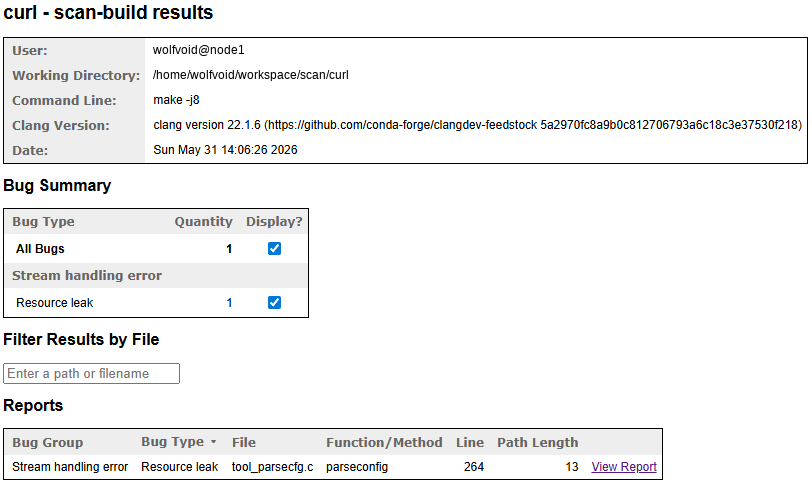 curl - scan-build results
User: wolfvoid@node1
Working Directory: /home/wolfvoid/workspace/scan/curl
Command Line: make -j8
Clang Version: clang version 22.1.6 (https://github.com/conda-forge/clangdev-feedstock 5a2970fc8a9b0c812706793a6c18c3e37530f218)
Date: Sun May 31 14:06:26 2026
Bug Summary
Bug Type Quantity Display?
All Bugs 1
Stream handling error
Resource leak 1
Filter Results by File
Enter a path or filename
Reports
Bug Group Bug Type ▾ File Function/Method Line Path Length
Stream handling error Resource leak tool_parsecfg.c parseconfig 264 13 View Report